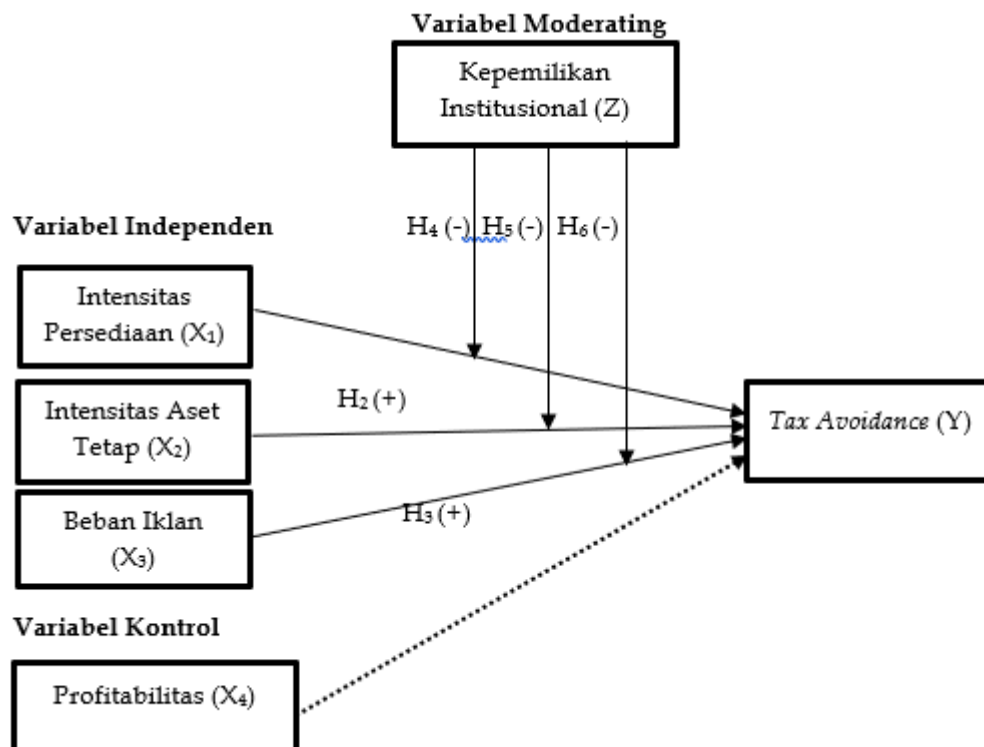 Variabel Moderating
Kepemilikan
Institusional (Z)
H₄ (-) H₅ (-) H₆ (-)
Variabel Independen
Intensitas
Persediaan (X₁)
H₂ (+)
Intensitas Aset
Tetap (X₂)
Tax Avoidance (Y)
Beban Iklan
(X₃)
H₃ (+)
Variabel Kontrol
Profitabilitas (X₄)